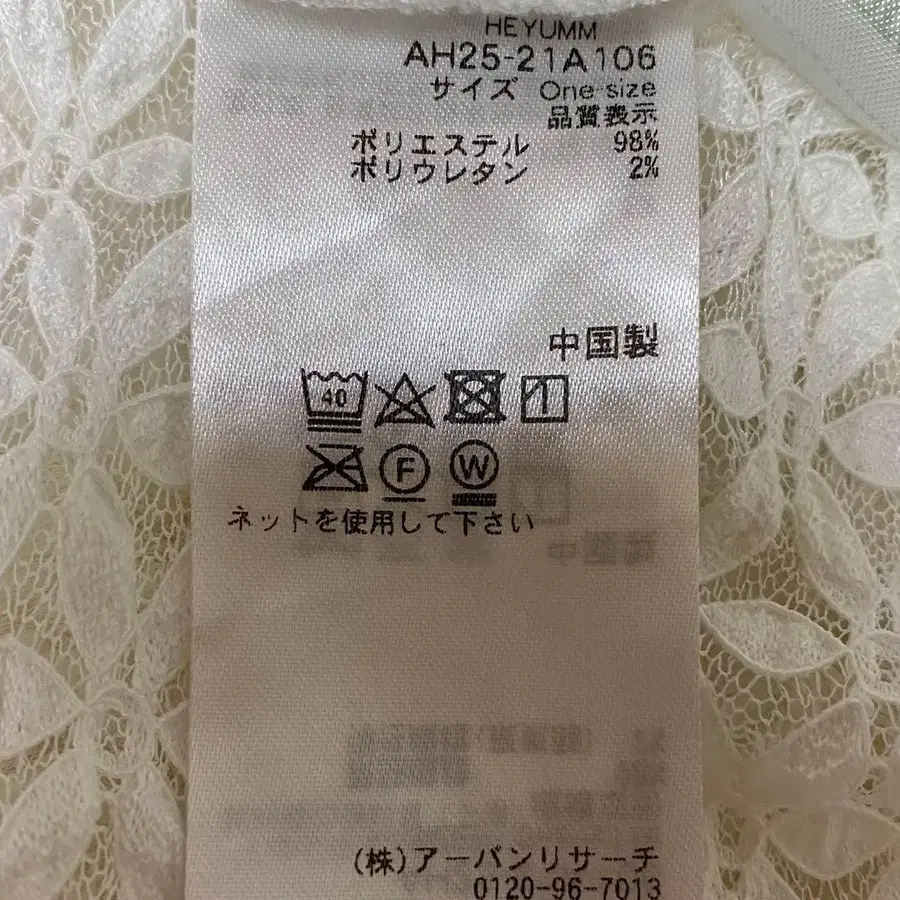 HEYUMM
AH25-21A106
サイズ One size
品質表示
ポリエステル 98%
ポリウレタン 2%
中国製
40
F W
ネットを使用して下さい
(株)アーバンリサーチ
0120-96-7013